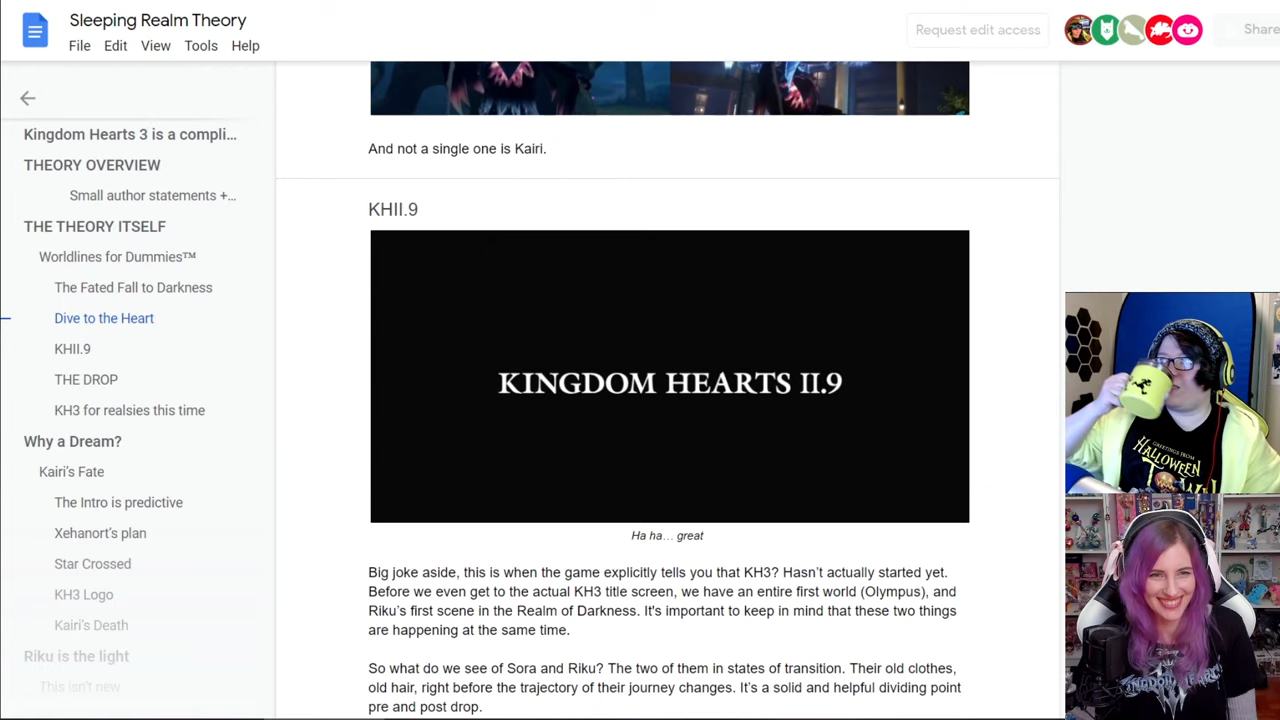 Sleeping Realm Theory
File Edit View Tools Help
Request edit access
Share
Kingdom Hearts 3 is a compli...
THEORY OVERVIEW
Small author statements +...
THE THEORY ITSELF
Worldlines for Dummies™
The Fated Fall to Darkness
Dive to the Heart
KHII.9
THE DROP
KH3 for realsies this time
Why a Dream?
Kairi's Fate
The Intro is predictive
Xehanort's plan
Star Crossed
KH3 Logo
Kairi's Death
Riku is the light
This isn't new
And not a single one is Kairi.
KHII.9
KINGDOM HEARTS II.9
Ha ha... great
Big joke aside, this is when the game explicitly tells you that KH3? Hasn't actually started yet.
Before we even get to the actual KH3 title screen, we have an entire first world (Olympus), and
Riku's first scene in the Realm of Darkness. It's important to keep in mind that these two things
are happening at the same time.
So what do we see of Sora and Riku? The two of them in states of transition. Their old clothes,
old hair, right before the trajectory of their journey changes. It's a solid and helpful dividing point
pre and post drop.
GREETINGS FROM
HALLOWEEN
Disney
KINGDOM HEARTS